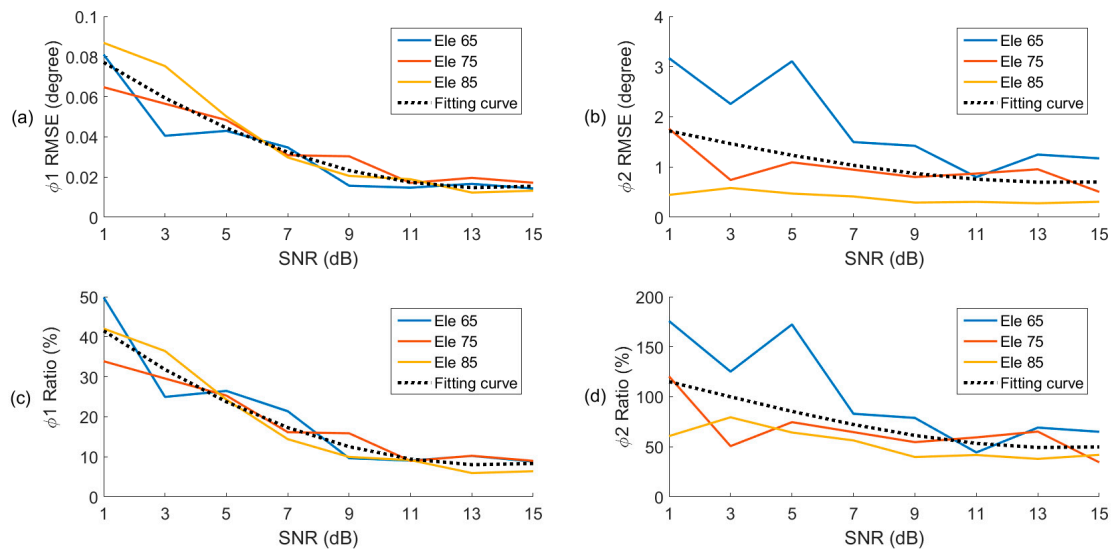 (a)
ϕ1 RMSE (degree)
0.1
0.08
0.06
0.04
0.02
0
1 3 5 7 9 11 13 15
SNR (dB)
Ele 65
Ele 75
Ele 85
Fitting curve
(b)
ϕ2 RMSE (degree)
4
3
2
1
0
1 3 5 7 9 11 13 15
SNR (dB)
Ele 65
Ele 75
Ele 85
Fitting curve
(c)
ϕ1 Ratio (%)
50
40
30
20
10
0
1 3 5 7 9 11 13 15
SNR (dB)
Ele 65
Ele 75
Ele 85
Fitting curve
(d)
ϕ2 Ratio (%)
200
150
100
50
0
1 3 5 7 9 11 13 15
SNR (dB)
Ele 65
Ele 75
Ele 85
Fitting curve